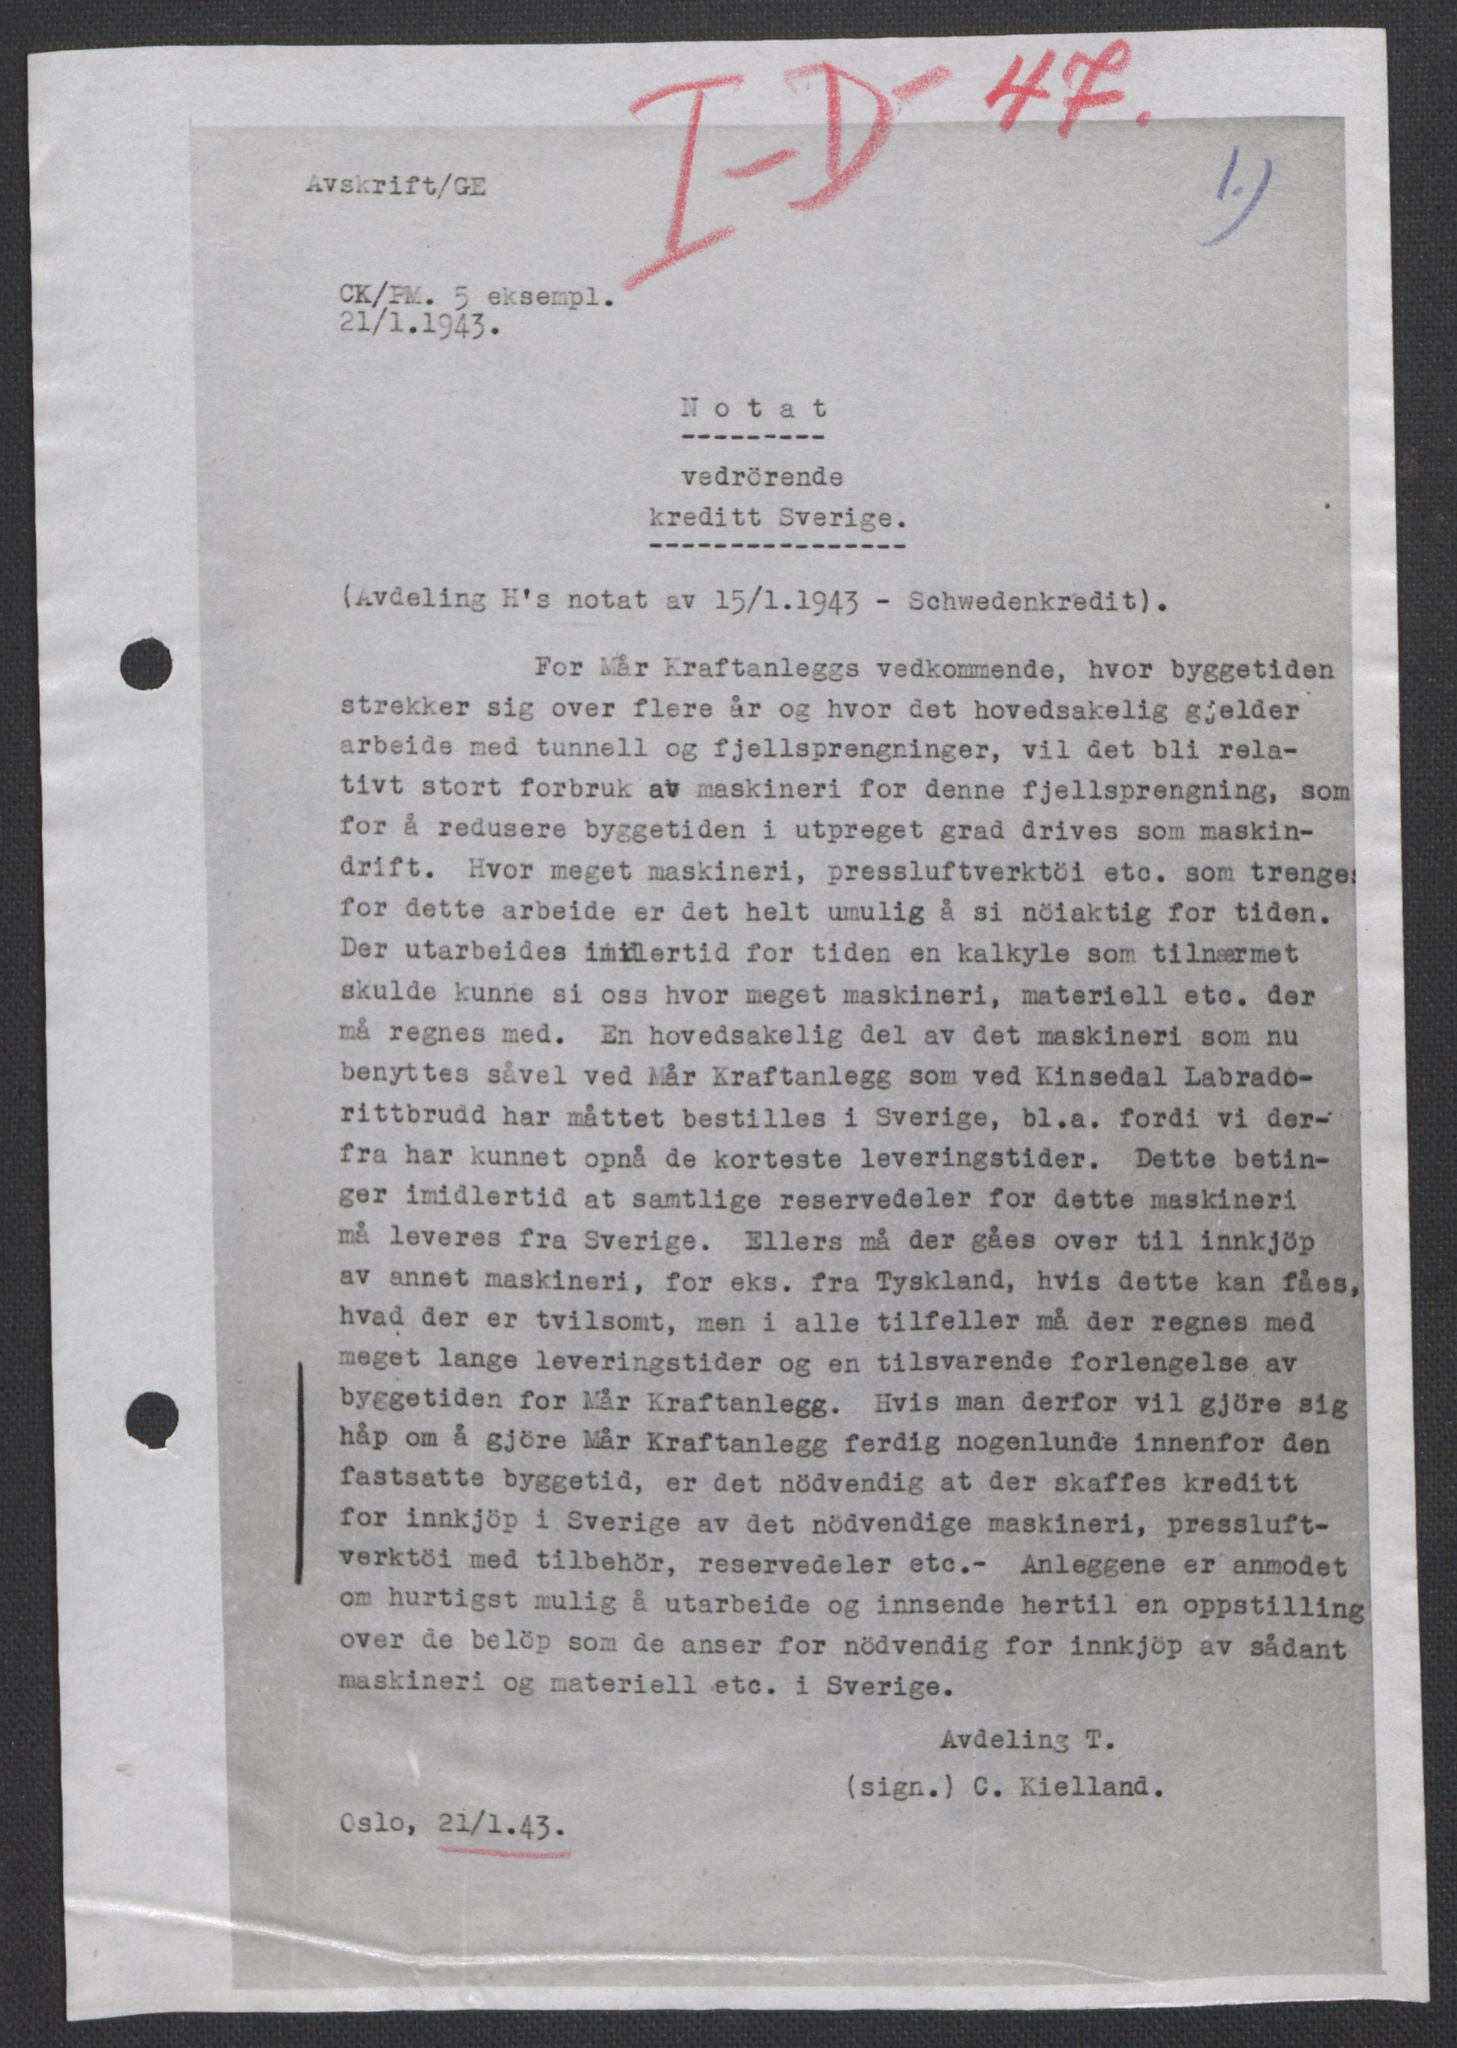 I-D- 47.
1.)
Avskrift/GE
CK/PM. 5 eksempl.
21/1.1943.
N o t a t
---------
vedrörende
kreditt Sverige.
----------------
(Avdeling H's notat av 15/1.1943 - Schwedenkredit).
For Mår Kraftanleggs vedkommende, hvor byggetiden
strekker sig over flere år og hvor det hovedsakelig gjelder
arbeide med tunnell og fjellsprengninger, vil det bli rela-
tivt stort forbruk av maskineri for denne fjellsprengning, som
for å redusere byggetiden i utpreget grad drives som maskin-
drift. Hvor meget maskineri, pressluftverktöi etc. som trenges
for dette arbeide er det helt umulig å si nöiaktig for tiden.
Der utarbeides imidlertid for tiden en kalkyle som tilnærmet
skulde kunne si oss hvor meget maskineri, materiell etc. der
må regnes med. En hovedsakelig del av det maskineri som nu
benyttes såvel ved Mår Kraftanlegg som ved Kinsedal Labrado-
rittbrudd har måttet bestilles i Sverige, bl.a. fordi vi der-
fra har kunnet opnå de korteste leveringstider. Dette betin-
ger imidlertid at samtlige reservedeler for dette maskineri
må leveres fra Sverige. Ellers må der gåes over til innkjöp
av annet maskineri, for eks. fra Tyskland, hvis dette kan fåes,
hvad der er tvilsomt, men i alle tilfeller må der regnes med
meget lange leveringstider og en tilsvarende forlengelse av
byggetiden for Mår Kraftanlegg. Hvis man derfor vil gjöre sig
håp om å gjöre Mår Kraftanlegg ferdig nogenlunde innenfor den
fastsatte byggetid, er det nödvendig at der skaffes kreditt
for innkjöp i Sverige av det nödvendige maskineri, pressluft-
verktöi med tilbehör, reservedeler etc.- Anleggene er anmodet
om hurtigst mulig å utarbeide og innsende hertil en oppstilling
over de belöp som de anser for nödvendig for innkjöp av sådant
maskineri og materiell etc. i Sverige.
Avdeling T.
(sign.) C. Kielland.
Oslo, 21/1.43.